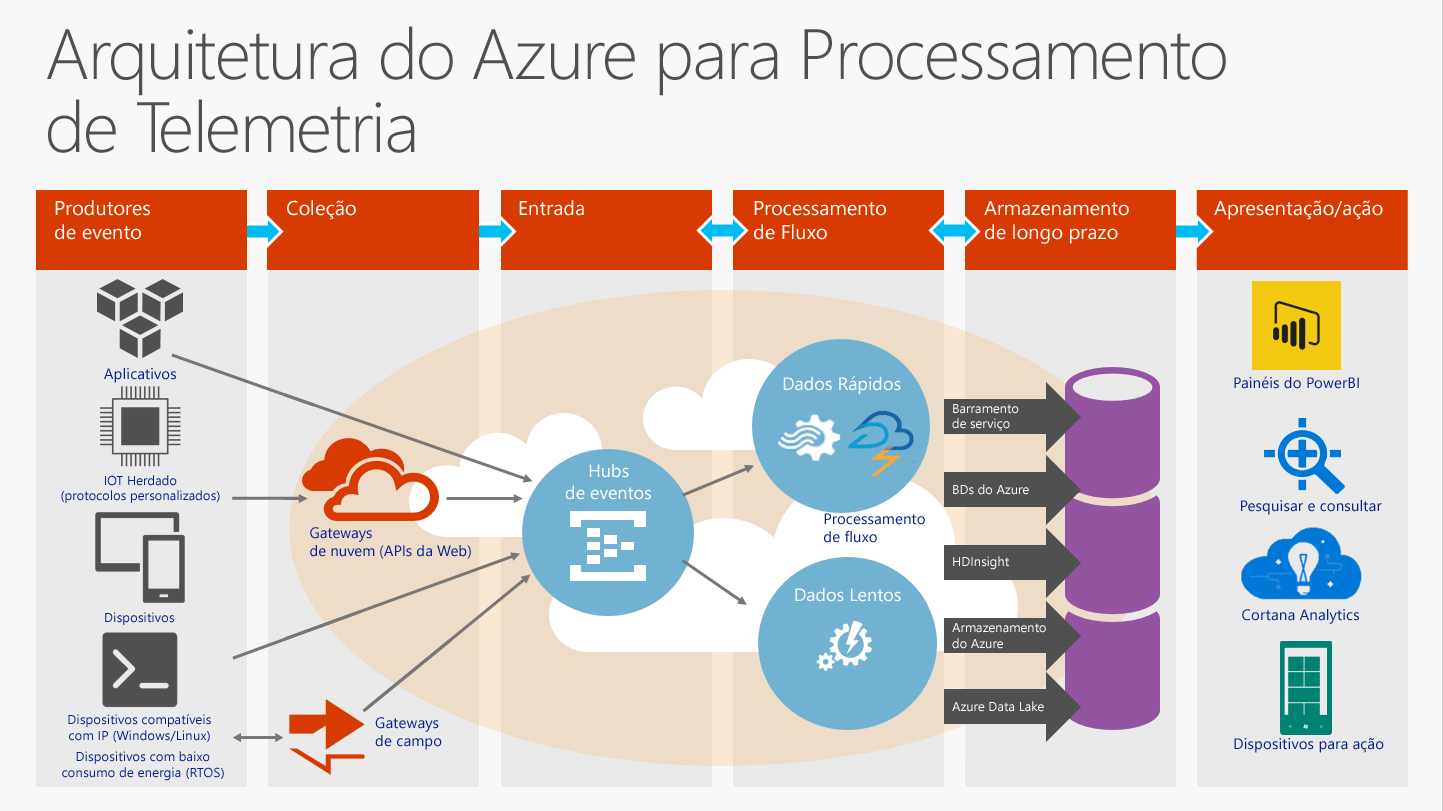 Arquitetura do Azure para Processamento
de Telemetria
Produtores
de evento
Coleção
Entrada
Processamento
de Fluxo
Armazenamento
de longo prazo
Apresentação/ação
Aplicativos
IOT Herdado
(protocolos personalizados)
Dispositivos
Dispositivos compatíveis
com IP (Windows/Linux)
Dispositivos com baixo
consumo de energia (RTOS)
Gateways
de nuvem (APIs da Web)
Gateways
de campo
Hubs
de eventos
Dados Rápidos
Processamento
de fluxo
Dados Lentos
Barramento
de serviço
BDs do Azure
HDInsight
Armazenamento
do Azure
Azure Data Lake
Painéis do PowerBI
Pesquisar e consultar
Cortana Analytics
Dispositivos para ação